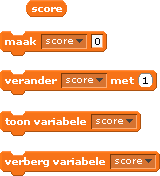 score
maak score 0
verander score met 1
toon variabele score
verberg variabele score